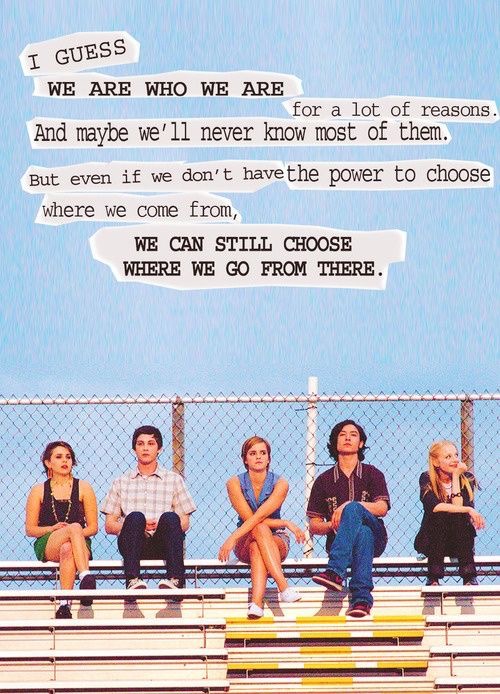 I GUESS
WE ARE WHO WE ARE
for a lot of reasons.
And maybe we'll never know most of them.
But even if we don't have the power to choose
where we come from,
WE CAN STILL CHOOSE
WHERE WE GO FROM THERE.